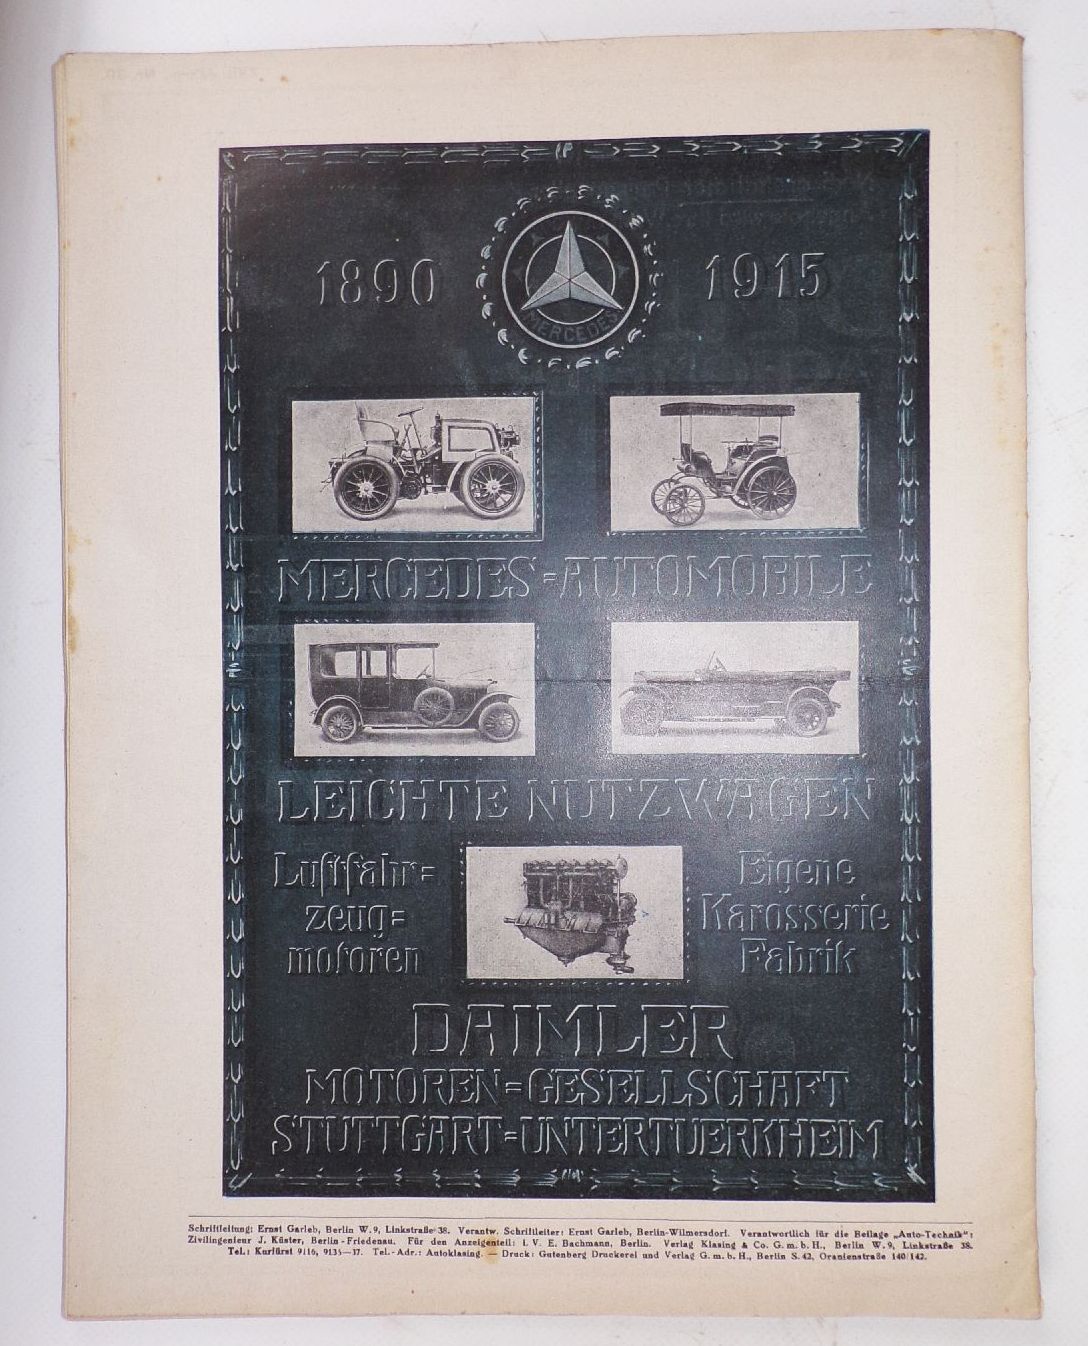 1890 1915
MERCEDES
MERCEDES=AUTOMOBILE
LEICHTE NUTZWAGEN
Luftfahr=
zeug=
motoren
Eigene
Karosserie
Fabrik
DAIMLER
MOTOREN=GESELLSCHAFT
STUTTGART=UNTERTUERKHEIM
Schriftleitung: Ernst Garleb, Berlin W. 9, Linkstraße 38. Verantw. Schriftleiter: Ernst Garleb, Berlin-Wilmersdorf. Verantwortlich für die Beilage „Auto-Technik“:
Zivilingenieur J. Küster, Berlin-Friedenau. Für den Anzeigenteil: i. V. E. Bachmann, Berlin. Verlag Klasing & Co. G. m. b. H., Berlin W. 9, Linkstraße 38.
Tel.: Kurfürst 9116, 9135—37. Tel.-Adr.: Autoklasing. — Druck: Gutenberg Druckerei und Verlag G. m. b. H., Berlin S. 42, Oranienstraße 140/142.